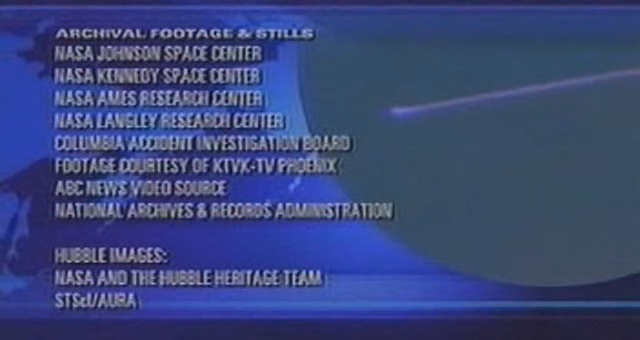 ARCHIVAL FOOTAGE & STILLS
NASA JOHNSON SPACE CENTER
NASA KENNEDY SPACE CENTER
NASA AMES RESEARCH CENTER
NASA LANGLEY RESEARCH CENTER
COLUMBIA ACCIDENT INVESTIGATION BOARD
FOOTAGE COURTESY OF KTVK-TV PHOENIX
ABC NEWS VIDEO SOURCE
NATIONAL ARCHIVES & RECORDS ADMINISTRATION
HUBBLE IMAGES:
NASA AND THE HUBBLE HERITAGE TEAM
STScI/AURA